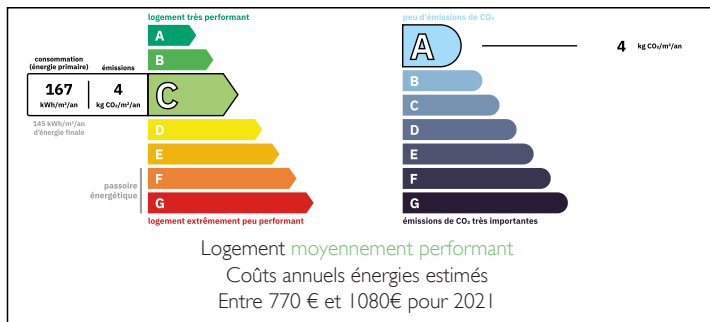 logement très performant
A
B
consommation
(énergie primaire)
émissions
167
kWh/m²/an
4
kg CO₂/m²/an
C
145 kWh/m²/an
d'énergie finale
D
E
F
G
passoire
énergétique
logement extrêmement peu performant
peu d'émissions de CO₂
A
4 kg CO₂/m²/an
B
C
D
E
F
G
émissions de CO₂ très importantes
Logement moyennement performant
Coûts annuels énergies estimés
Entre 770 € et 1080€ pour 2021